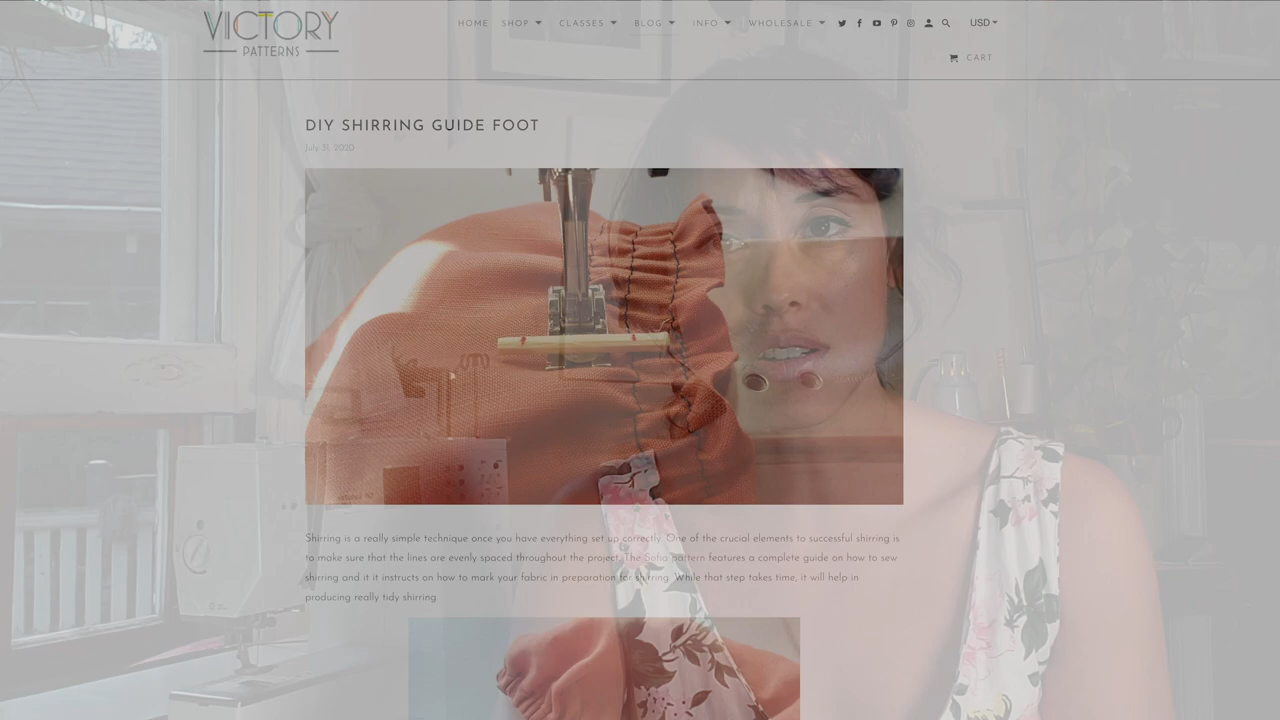 VICTORY
PATTERNS
HOME SHOP CLASSES BLOG INFO WHOLESALE USD
CART
DIY SHIRRING GUIDE FOOT
July 31, 2020
Shirring is a really simple technique once you have everything set up correctly. One of the crucial elements to successful shirring is
to make sure that the lines are evenly spaced throughout the project. The Sofia pattern features a complete guide on how to sew
shirring and it it instructs on how to mark your fabric in preparation for shirring. While that step takes time, it will help in
producing really tidy shirring.